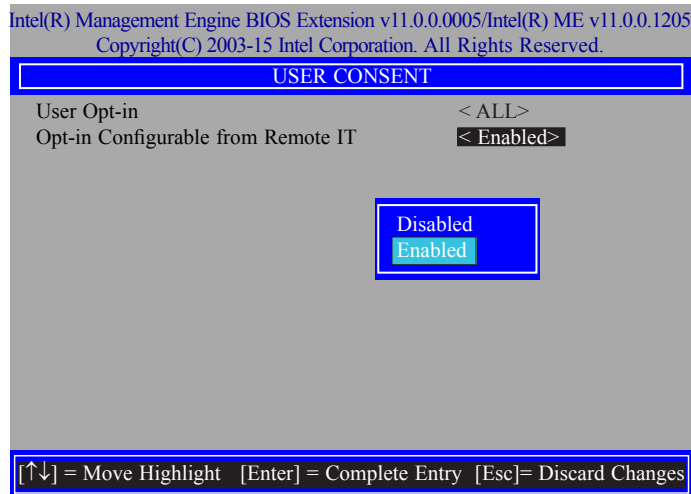 Intel(R) Management Engine BIOS Extension v11.0.0.0005/Intel(R) ME v11.0.0.1205
Copyright(C) 2003-15 Intel Corporation. All Rights Reserved.
USER CONSENT
User Opt-in < ALL>
Opt-in Configurable from Remote IT < Enabled>
Disabled
Enabled
[↑↓] = Move Highlight [Enter] = Complete Entry [Esc]= Discard Changes